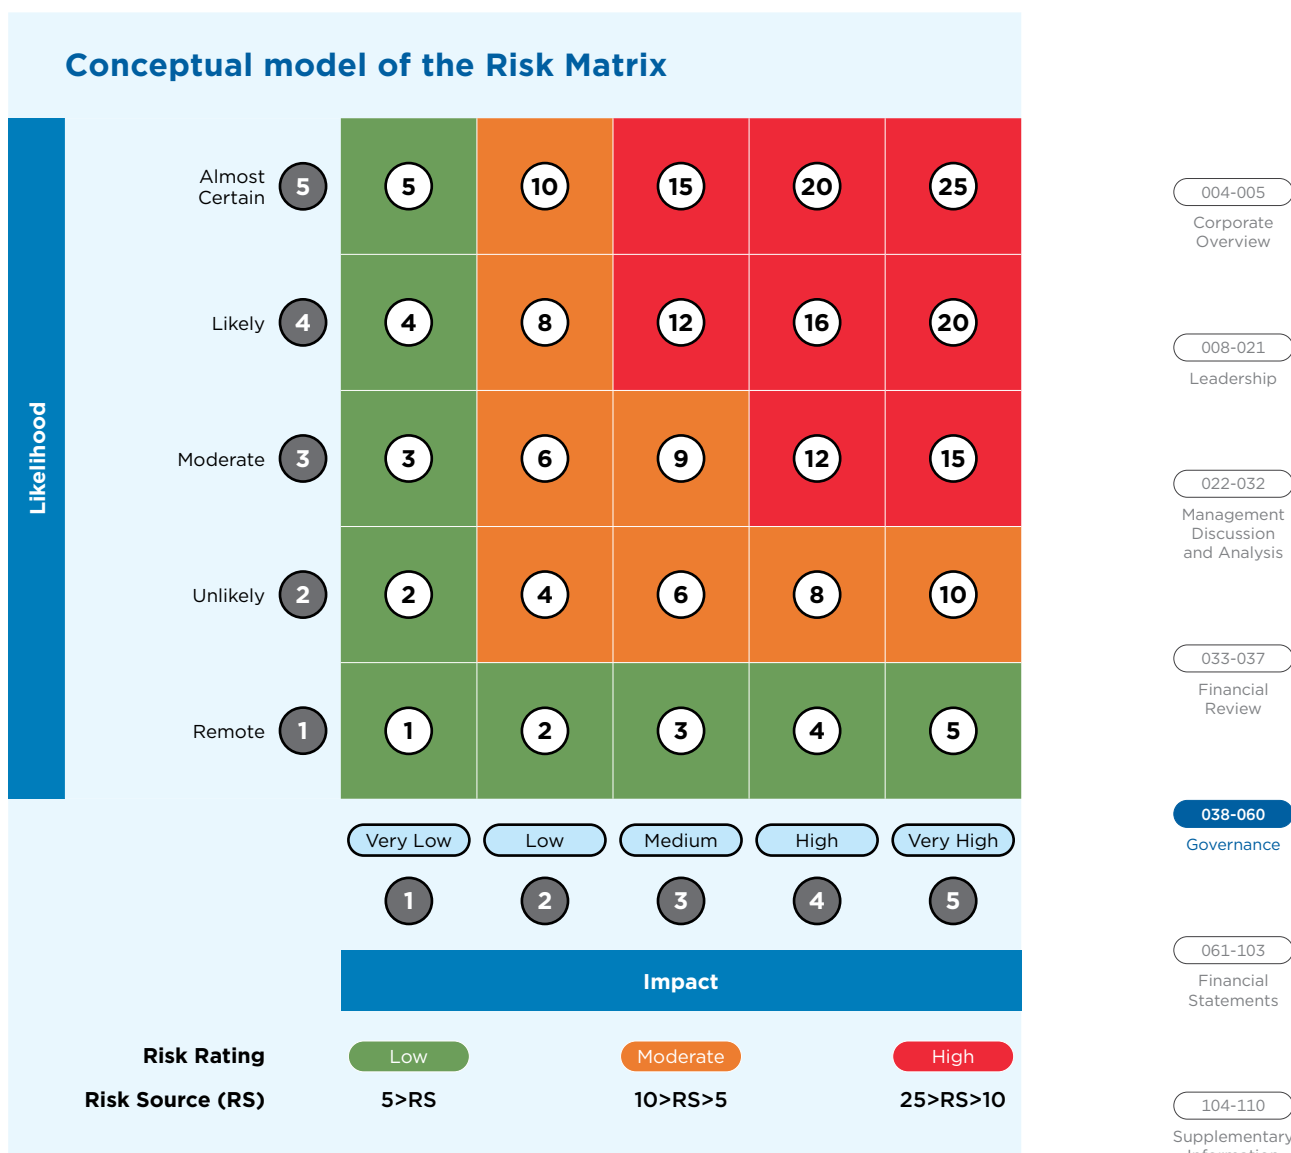 Conceptual model of the Risk Matrix
Likelihood
Almost
Certain
5
5
10
15
20
25
Likely
4
4
8
12
16
20
Moderate
3
3
6
9
12
15
Unlikely
2
2
4
6
8
10
Remote
1
1
2
3
4
5
Very Low
Low
Medium
High
Very High
1
2
3
4
5
Impact
Risk Rating
Low
Moderate
High
Risk Source (RS)
5>RS
10>RS>5
25>RS>10
004-005
Corporate
Overview
008-021
Leadership
022-032
Management
Discussion
and Analysis
033-037
Financial
Review
038-060
Governance
061-103
Financial
Statements
104-110
Supplementary